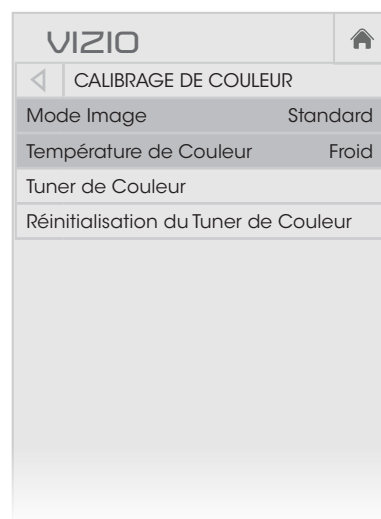 VIZIO
CALIBRAGE DE COULEUR
Mode Image Standard
Température de Couleur Froid
Tuner de Couleur
Réinitialisation du Tuner de Couleur